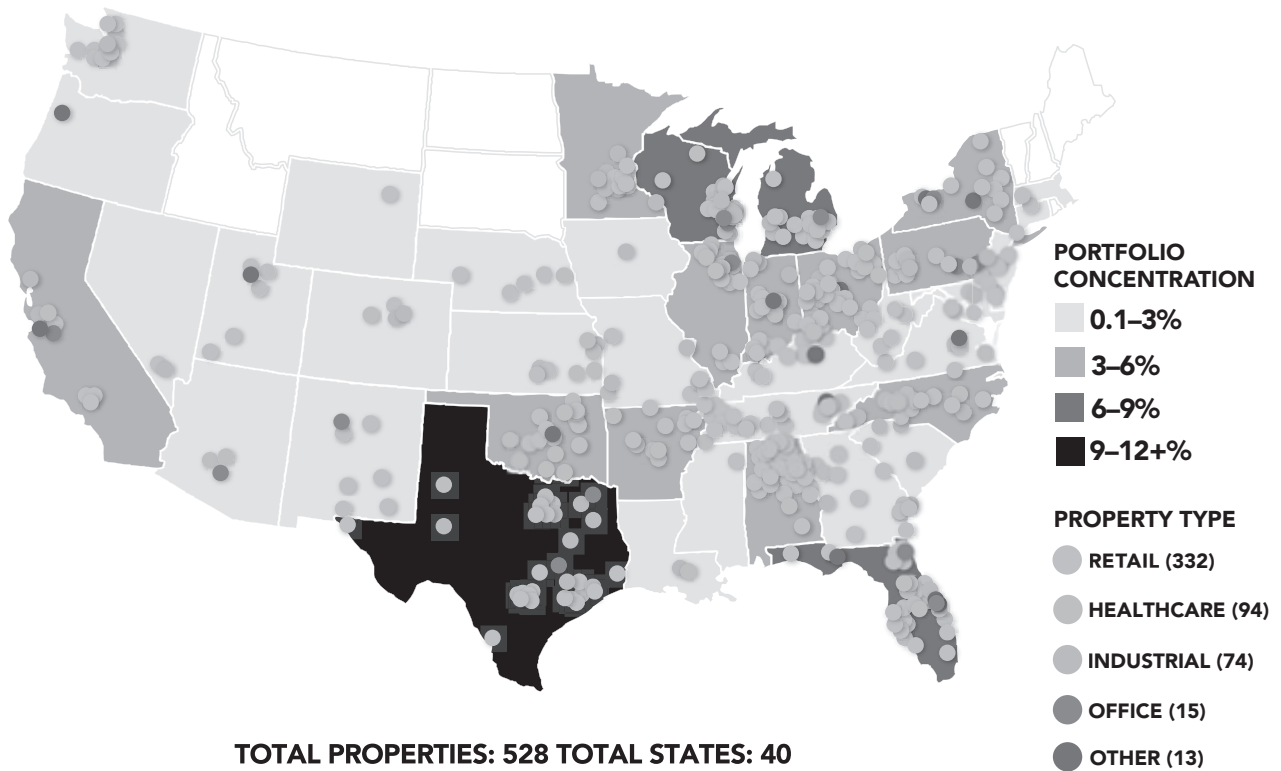 PORTFOLIO
CONCENTRATION
0.1–3%
3–6%
6–9%
9–12+%
PROPERTY TYPE
RETAIL (332)
HEALTHCARE (94)
INDUSTRIAL (74)
OFFICE (15)
OTHER (13)
TOTAL PROPERTIES: 528 TOTAL STATES: 40